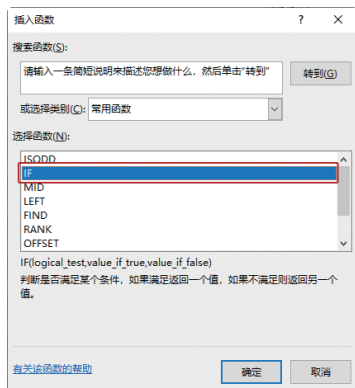 插入函数 ? ×
搜索函数(S):
请输入一条简短说明来描述您想做什么，然后单击"转到" 转到(G)
或选择类别(C): 常用函数
选择函数(N):
ISODD
IF
MID
LEFT
FIND
RANK
OFFSET
IF(logical_test,value_if_true,value_if_false)
判断是否满足某个条件，如果满足返回一个值，如果不满足则返回另一个
值。
有关该函数的帮助 确定 取消